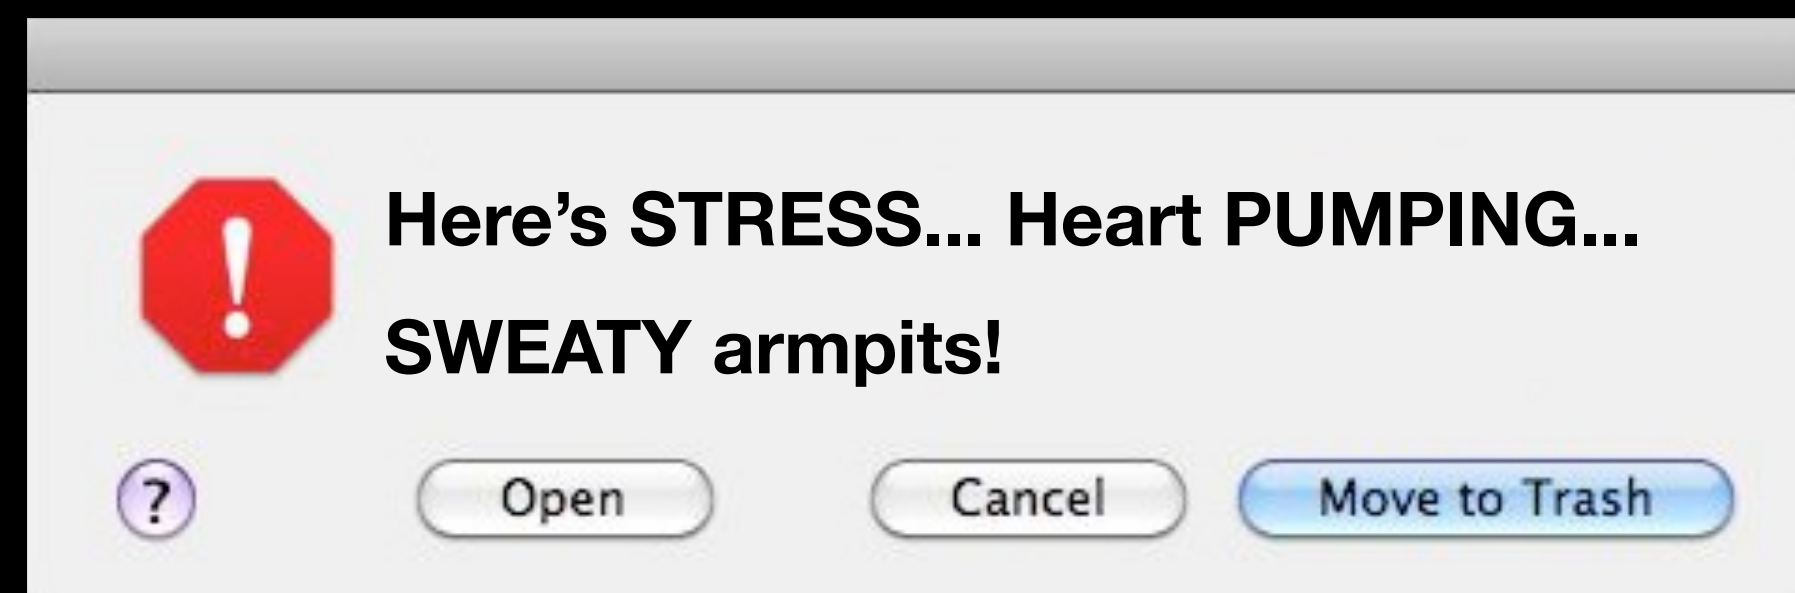 Here’s STRESS... Heart PUMPING...
SWEATY armpits!
? Open Cancel Move to Trash